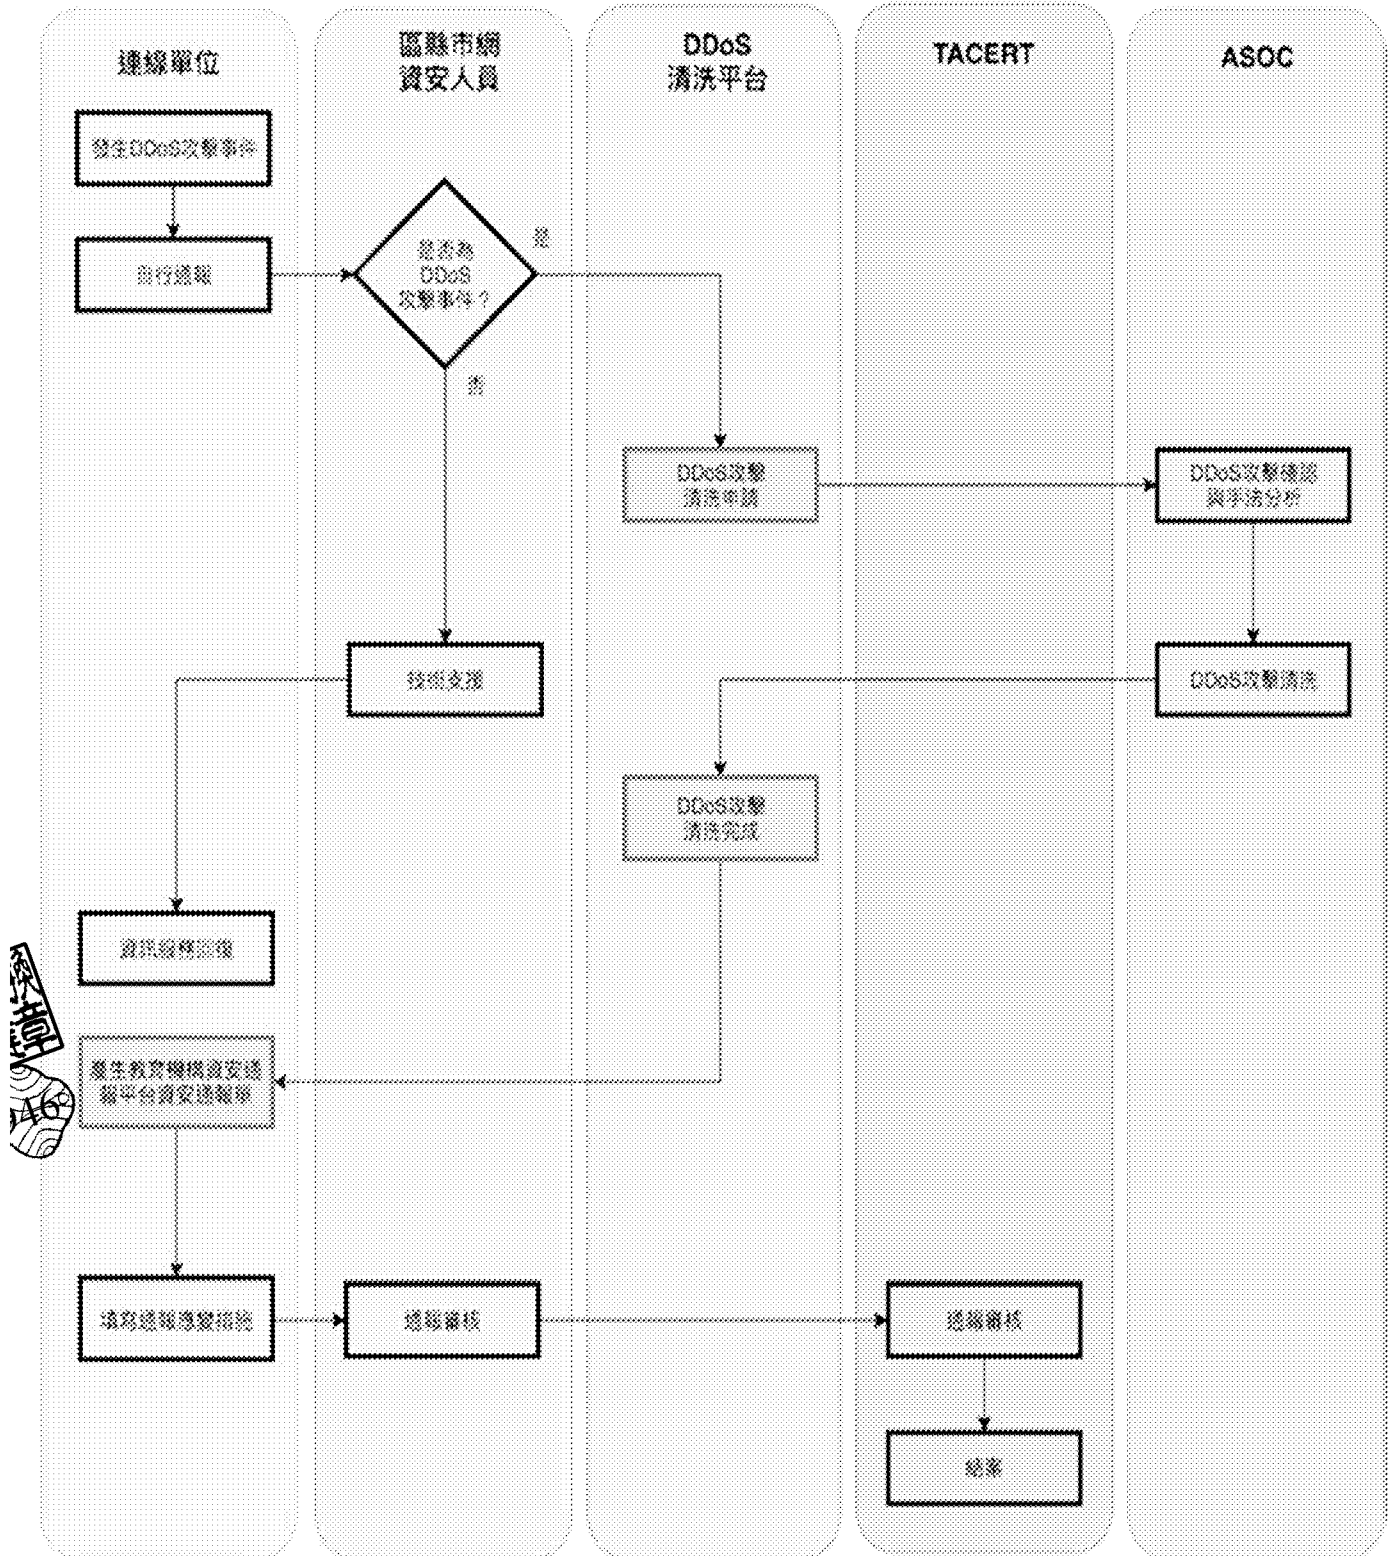 連線單位
區縣市網
資安人員
DDoS
清洗平台
TACERT
ASOC
發生DDoS攻擊事件
自行通報
是否為
DDoS
攻擊事件？
是
否
DDoS攻擊
清洗申請
DDoS攻擊確認
與手法分析
技術支援
DDoS攻擊清洗
DDoS攻擊
清洗完成
資訊服務回復
產生教育機構資安通
報平台資安通報單
填寫通報應變措施
通報審核
通報審核
結案
章
46